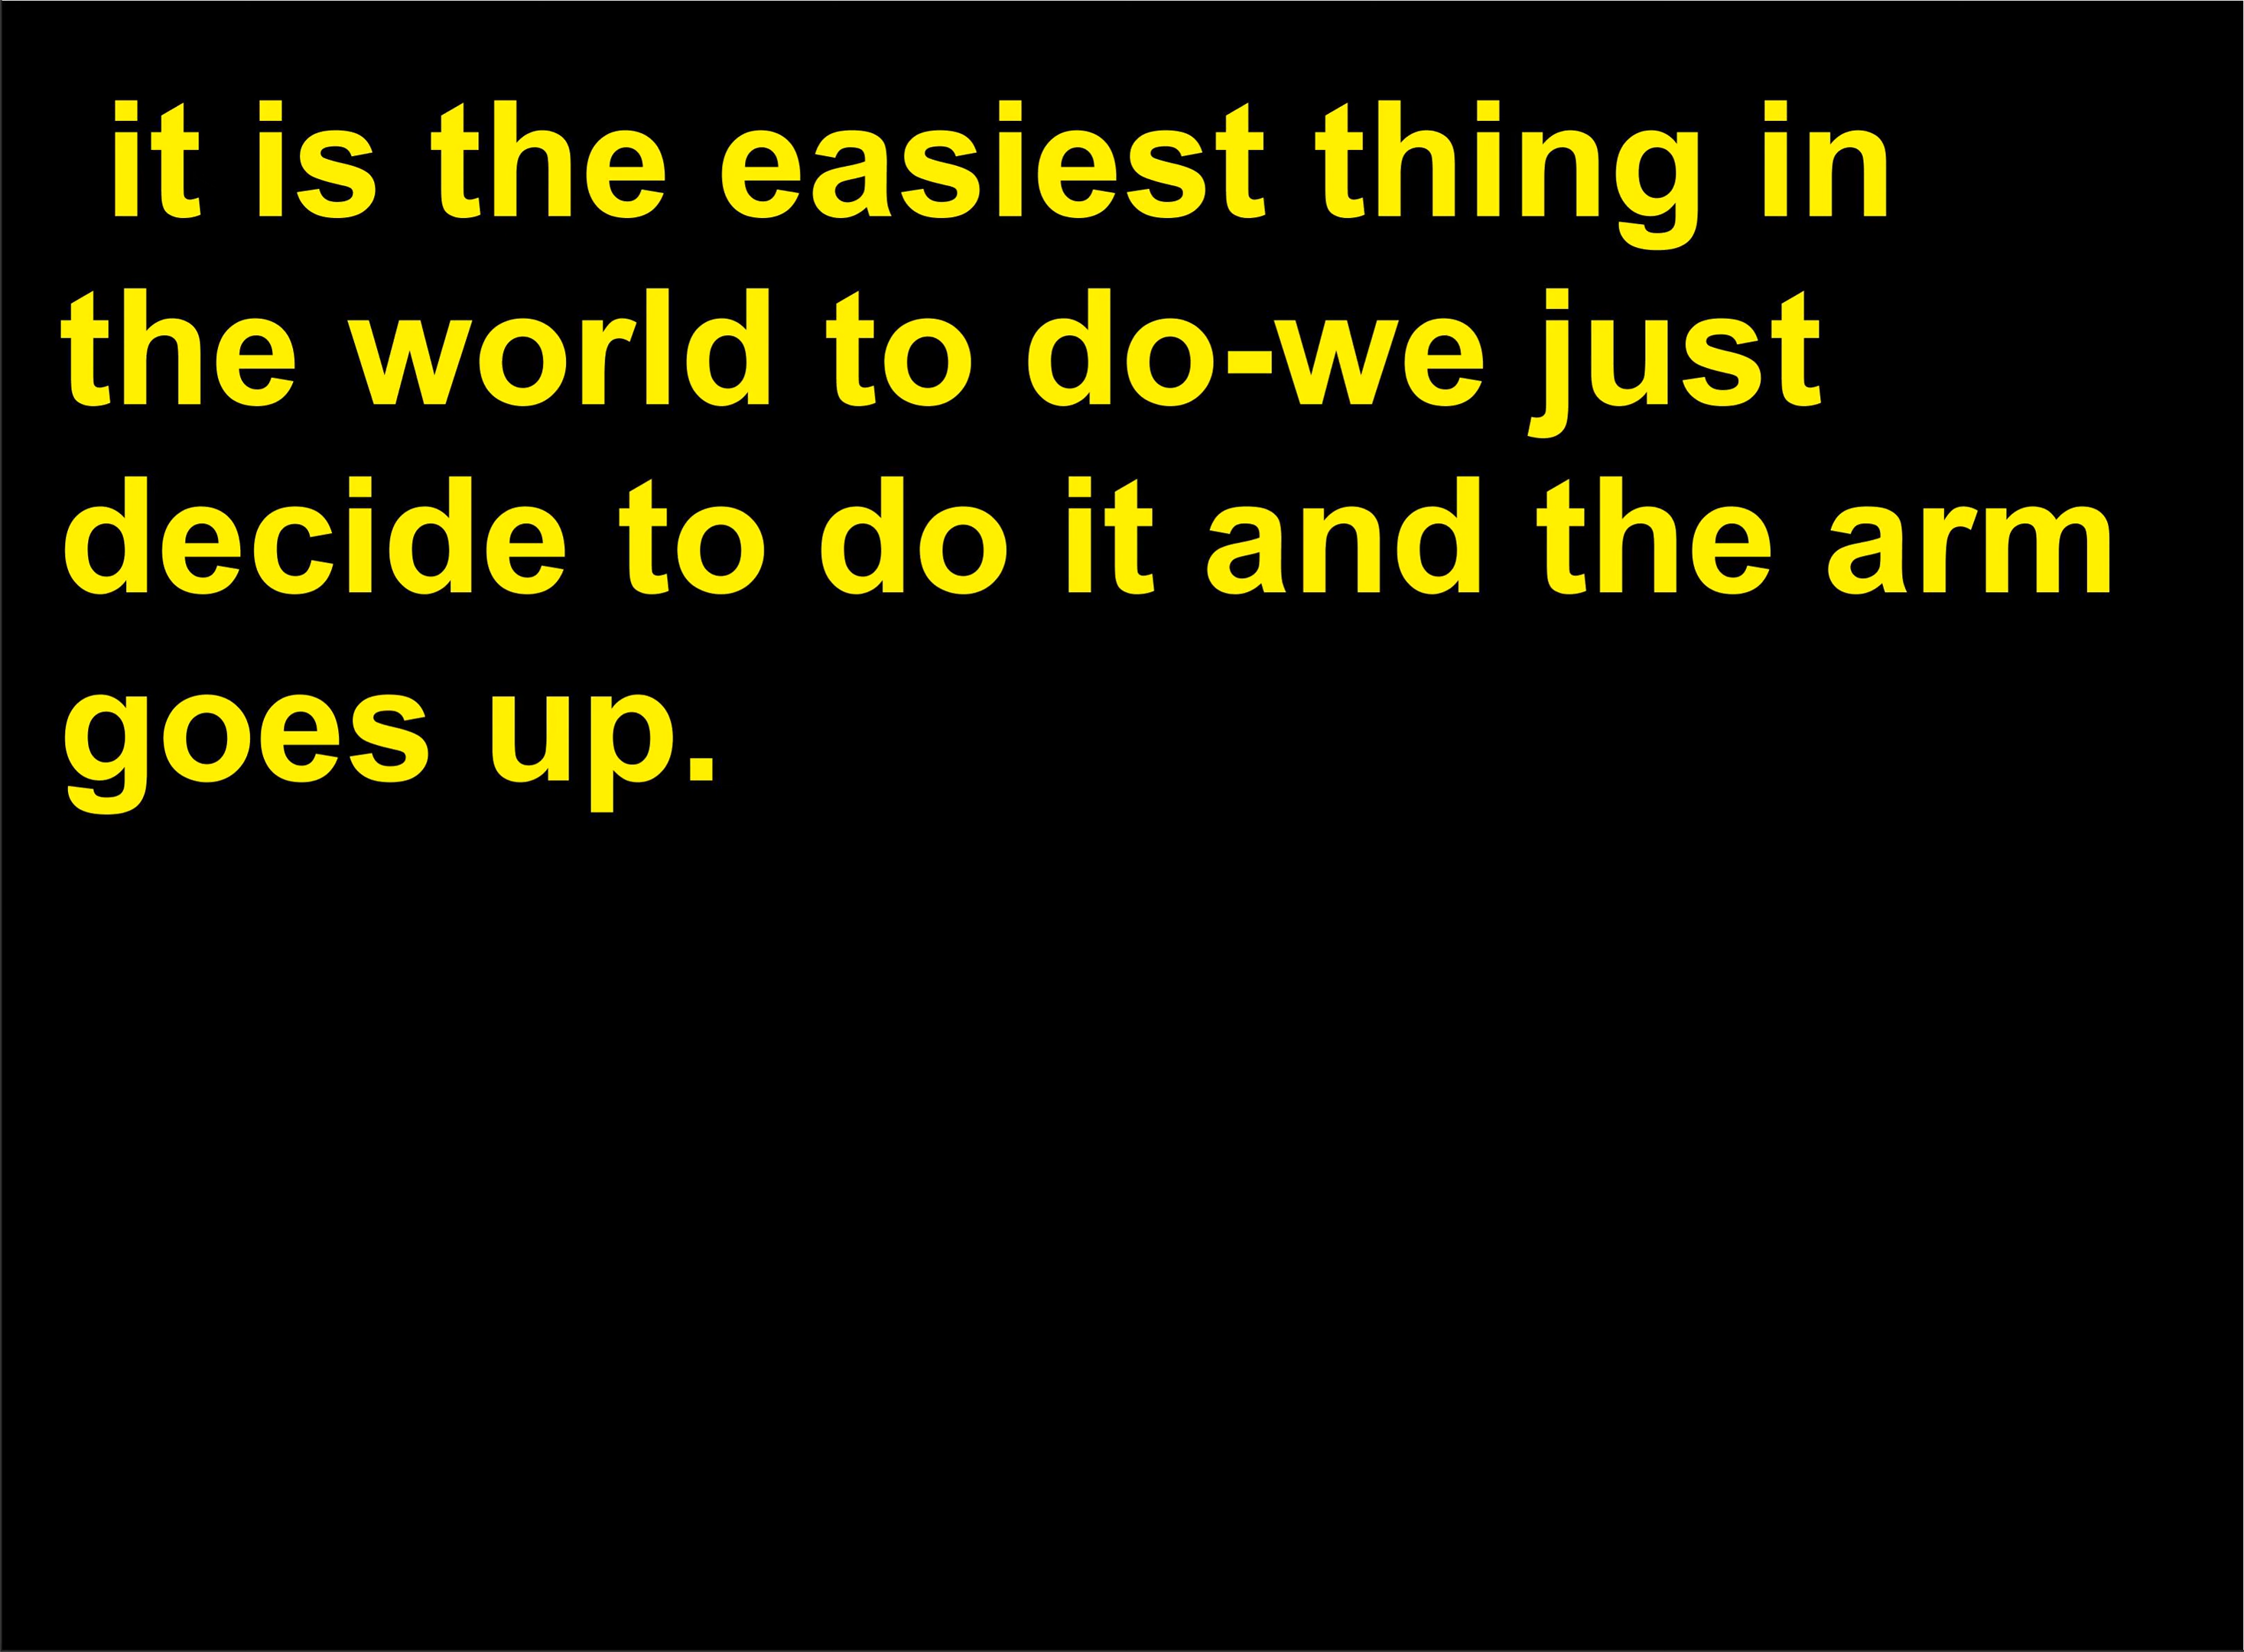 it is the easiest thing in
the world to do-we just
decide to do it and the arm
goes up.